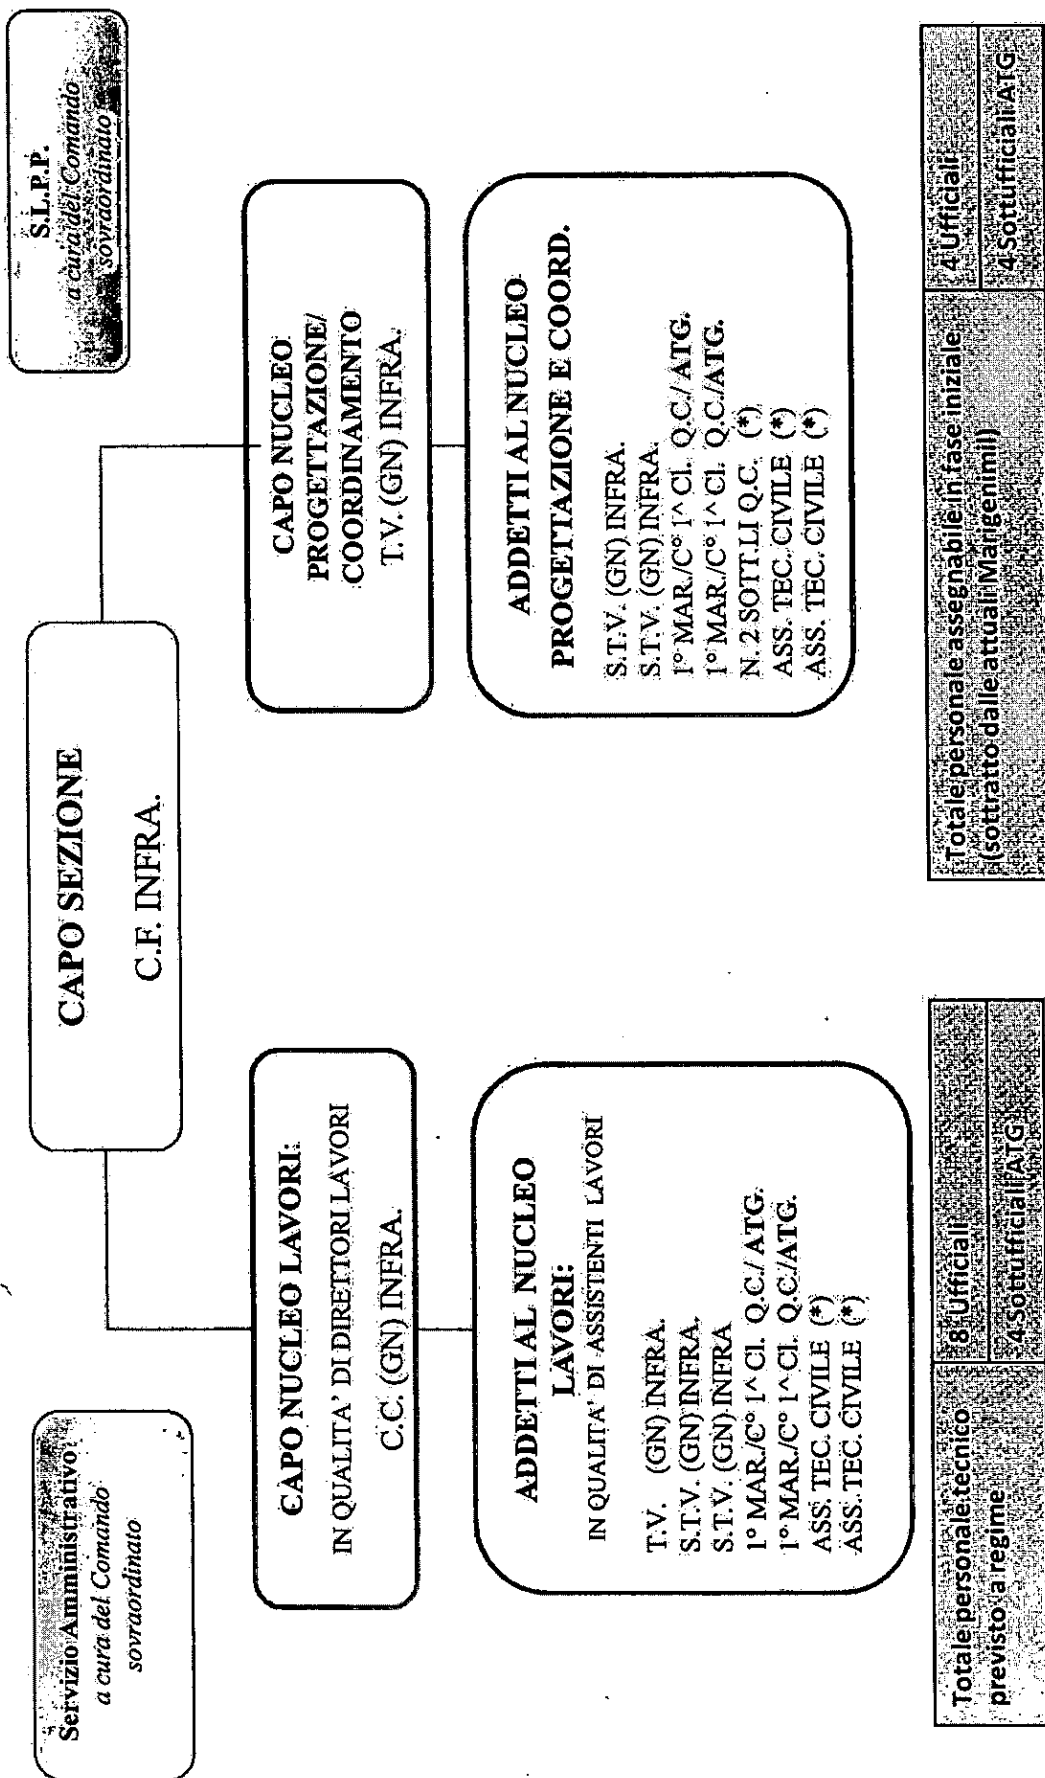 Servizio Amministrativo
a cura del Comando
sovraordinato
CAPO SEZIONE
C.F. INFRA.
S.L.P.P.
a cura del Comando
sovraordinato
CAPO NUCLEO LAVORI:
IN QUALITA' DI DIRETTORI LAVORI
C.C. (GN) INFRA.
CAPO NUCLEO
PROGETTAZIONE/
COORDINAMENTO
T.V. (GN) INFRA.
ADDETTI AL NUCLEO
LAVORI:
IN QUALITA' DI ASSISTENTI LAVORI
T.V. (GN) INFRA.
S.T.V. (GN) INFRA.
S.T.V. (GN) INFRA
1° MAR./C° 1^ Cl. Q.C./ ATG.
1° MAR./C° 1^ Cl. Q.C./ATG.
ASS. TEC. CIVILE (*)
ASS. TEC. CIVILE (*)
ADDETTI AL NUCLEO
PROGETTAZIONE E COORD.
S.T.V. (GN) INFRA.
S.T.V. (GN) INFRA.
1° MAR./C° 1^ Cl. Q.C./ ATG.
1° MAR./C° 1^ Cl. Q.C./ATG.
N. 2 SOTT.LI Q.C. (*)
ASS. TEC. CIVILE (*)
ASS. TEC. CIVILE (*)
Totale personale tecnico
previsto a regime
8 Ufficiali
4 Sottufficiali ATG
Totale personale assegnabile in fase iniziale
(sottratto dalle attuali Marigenimil)
4 Ufficiali
4 Sottufficiali ATG